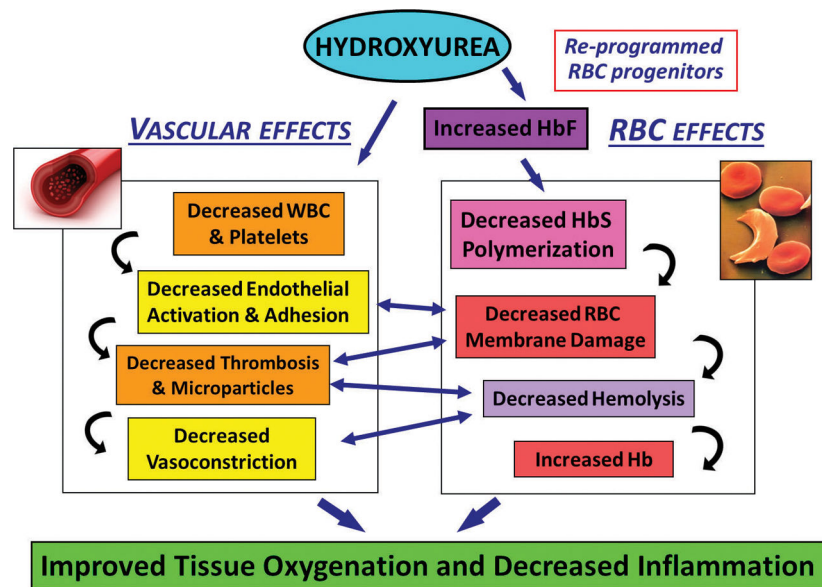 HYDROXYUREA
Re-programmed
RBC progenitors
VASCULAR EFFECTS
Increased HbF
RBC EFFECTS
Decreased WBC
& Platelets
Decreased Endothelial
Activation & Adhesion
Decreased Thrombosis
& Microparticles
Decreased
Vasoconstriction
Decreased HbS
Polymerization
Decreased RBC
Membrane Damage
Decreased Hemolysis
Increased Hb
Improved Tissue Oxygenation and Decreased Inflammation